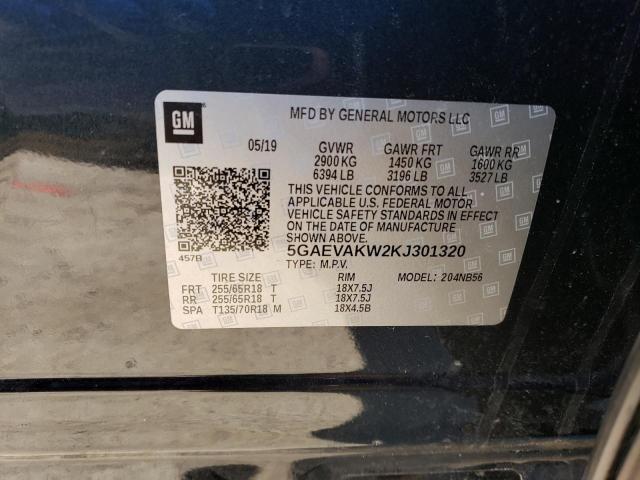 GM
MFD BY GENERAL MOTORS LLC
05/19 GVWR GAWR FRT GAWR RR
2900 KG 1450 KG 1600 KG
6394 LB 3196 LB 3527 LB
THIS VEHICLE CONFORMS TO ALL
APPLICABLE U.S. FEDERAL MOTOR
VEHICLE SAFETY STANDARDS IN EFFECT
ON THE DATE OF MANUFACTURE
SHOWN ABOVE.
457B
5GAEVAKW2KJ301320
TYPE: M.P.V.
MODEL: 204NB56
TIRE SIZE RIM
FRT 255/65R18 T 18X7.5J
RR 255/65R18 T 18X7.5J
SPA T135/70R18 M 18X4.5B